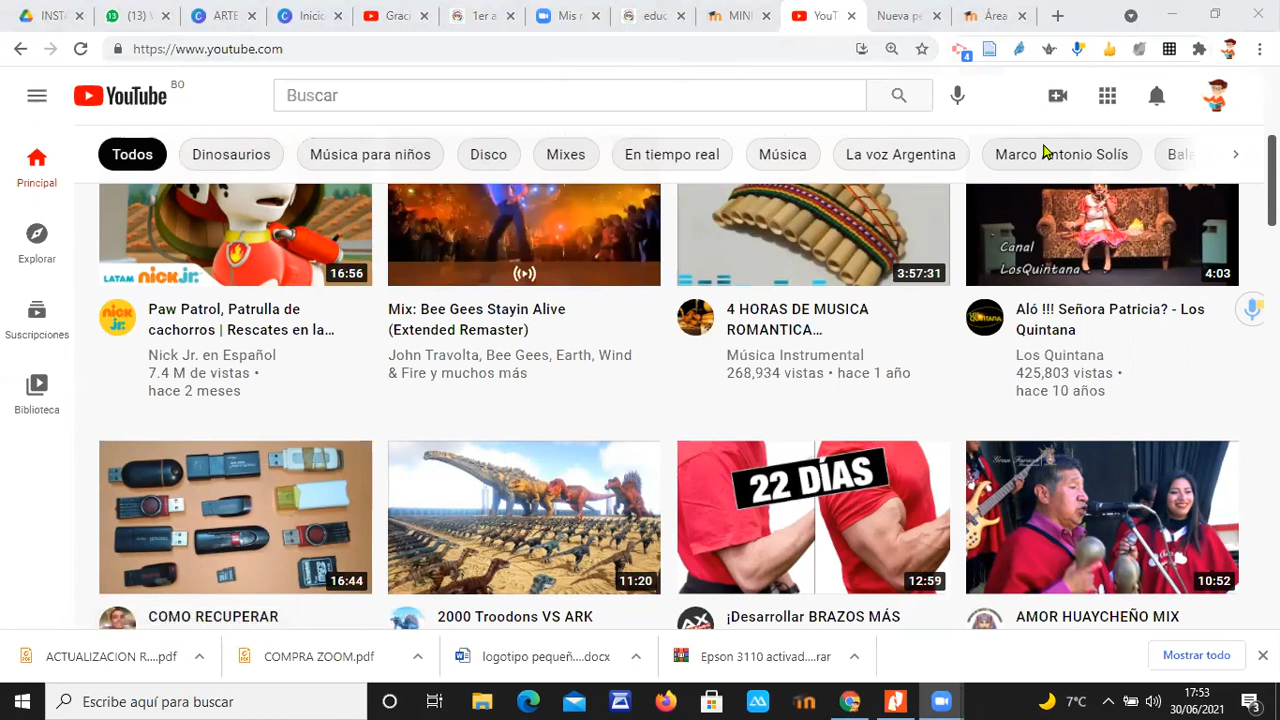 INSTA
(13) W
ARTE
Inicio
Graci
1er a
Mis r
educ
MINI
YouT
Nueva pe
Área
https://www.youtube.com
4
YouTube BO
Buscar
Todos
Dinosaurios
Música para niños
Disco
Mixes
En tiempo real
Música
La voz Argentina
Marco Antonio Solís
Bala
Principal
Explorar
Suscripciones
Biblioteca
LATAM nick jr.
16:56
3:57:31
Canal
LosQuintana
4:03
Paw Patrol, Patrulla de
cachorros | Rescates en la...
Nick Jr. en Español
7.4 M de vistas •
hace 2 meses
Mix: Bee Gees Stayin Alive
(Extended Remaster)
John Travolta, Bee Gees, Earth, Wind
& Fire y muchos más
4 HORAS DE MUSICA
ROMANTICA...
Música Instrumental
268,934 vistas • hace 1 año
Aló !!! Señora Patricia? - Los
Quintana
Los Quintana
425,803 vistas •
hace 10 años
16:44
11:20
22 DÍAS
12:59
10:52
COMO RECUPERAR
2000 Troodons VS ARK
¡Desarrollar BRAZOS MÁS
AMOR HUAYCHEÑO MIX
ACTUALIZACION R....pdf
COMPRA ZOOM.pdf
logotipo pequeñ....docx
Epson 3110 activad....rar
Mostrar todo
Escribe aquí para buscar
7°C
17:53
30/06/2021
3